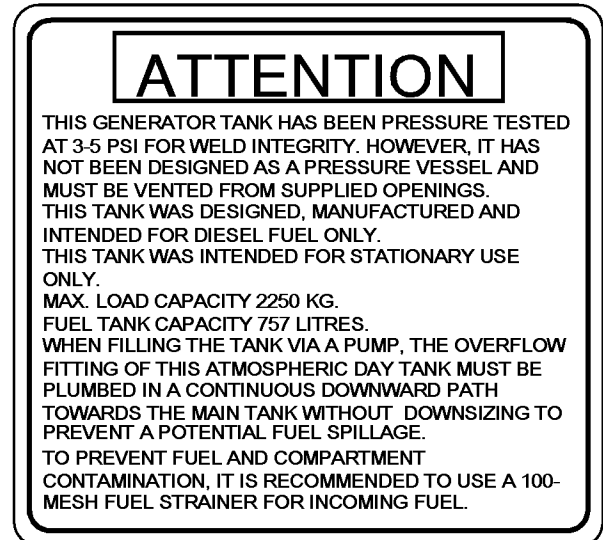 ATTENTION
THIS GENERATOR TANK HAS BEEN PRESSURE TESTED
AT 3-5 PSI FOR WELD INTEGRITY. HOWEVER, IT HAS
NOT BEEN DESIGNED AS A PRESSURE VESSEL AND
MUST BE VENTED FROM SUPPLIED OPENINGS.
THIS TANK WAS DESIGNED, MANUFACTURED AND
INTENDED FOR DIESEL FUEL ONLY.
THIS TANK WAS INTENDED FOR STATIONARY USE
ONLY.
MAX. LOAD CAPACITY 2250 KG.
FUEL TANK CAPACITY 757 LITRES.
WHEN FILLING THE TANK VIA A PUMP, THE OVERFLOW
FITTING OF THIS ATMOSPHERIC DAY TANK MUST BE
PLUMBED IN A CONTINUOUS DOWNWARD PATH
TOWARDS THE MAIN TANK WITHOUT DOWNSIZING TO
PREVENT A POTENTIAL FUEL SPILLAGE.
TO PREVENT FUEL AND COMPARTMENT
CONTAMINATION, IT IS RECOMMENDED TO USE A 100-
MESH FUEL STRAINER FOR INCOMING FUEL.